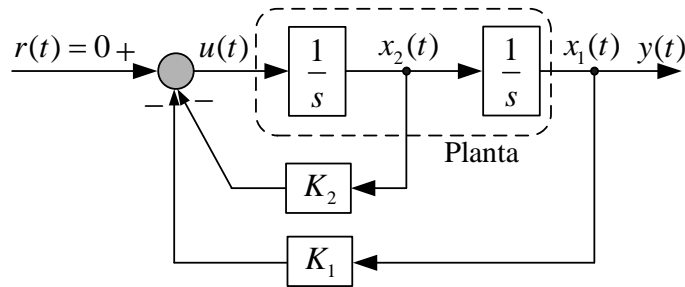 r(t) = 0 +
u(t)
1/s
x₂(t)
1/s
x₁(t)
y(t)
− −
Planta
K₂
K₁